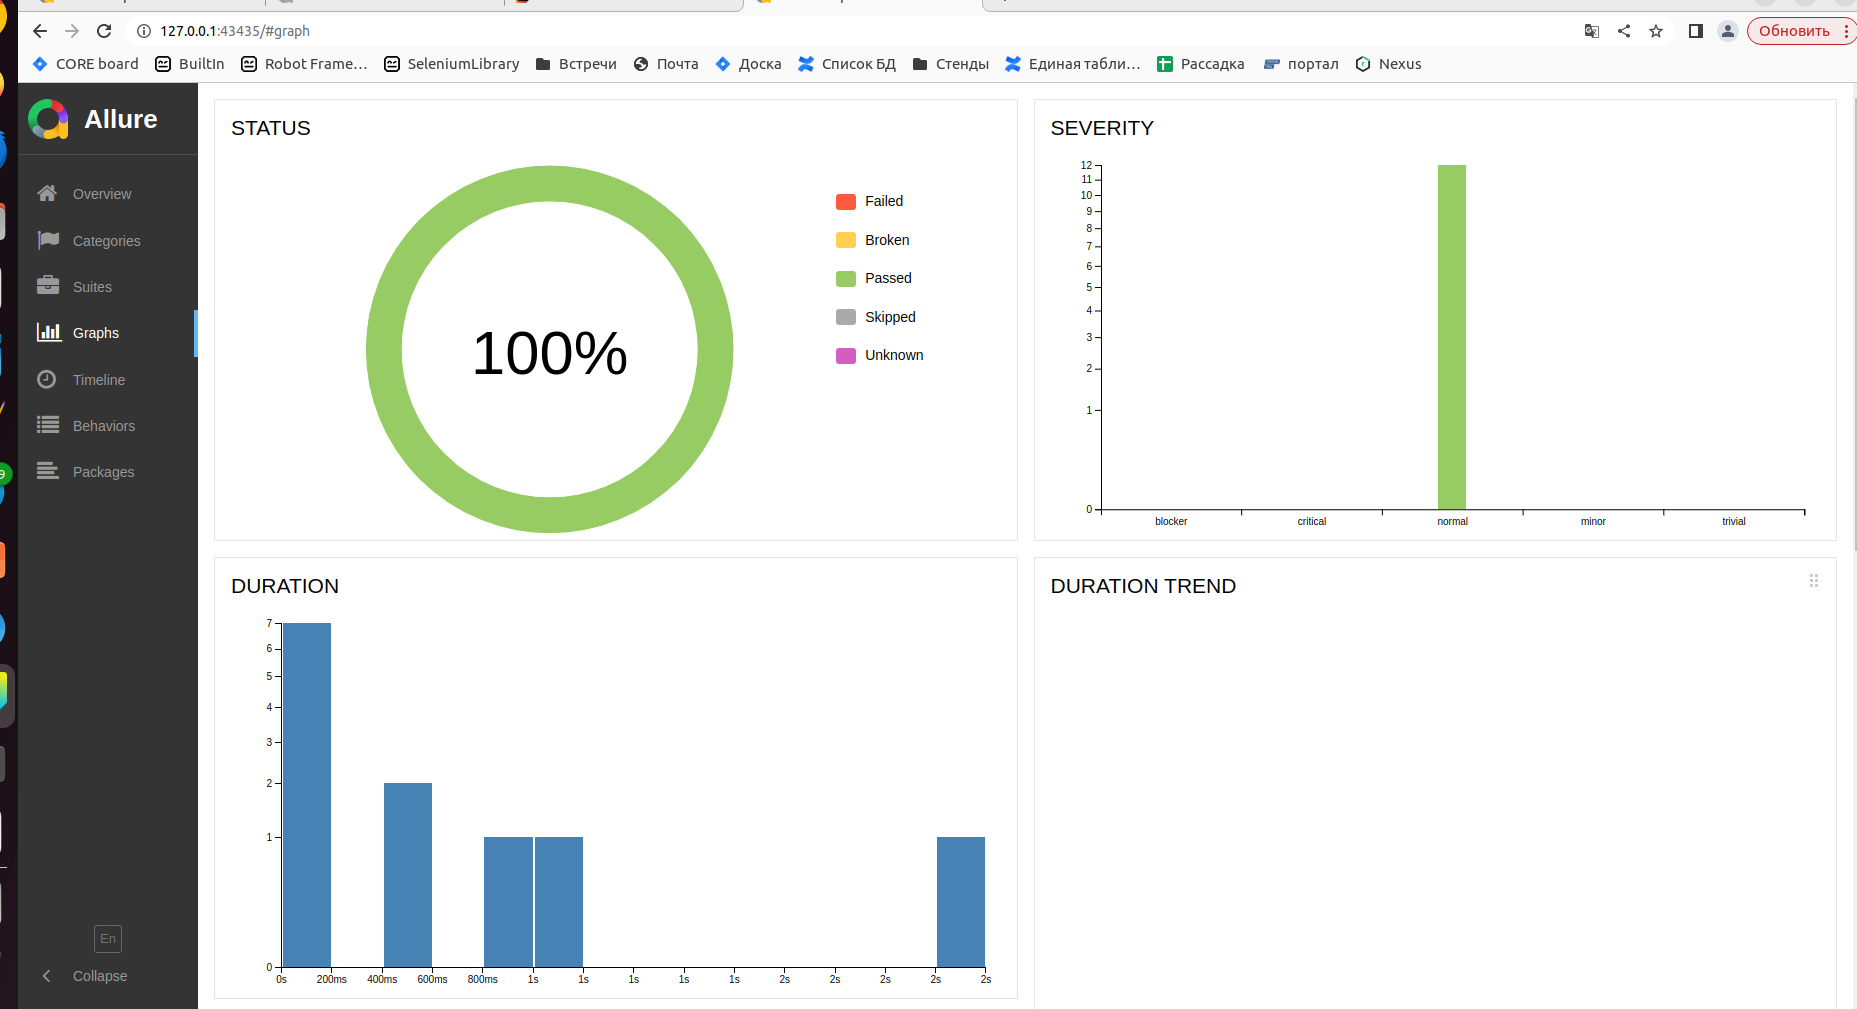 127.0.0.1:43435/#graph
Обновить
CORE board BuiltIn Robot Frame… SeleniumLibrary Встречи Почта Доска Список БД Стенды Единая табли… Рассадка портал Nexus
Allure
Overview
Categories
Suites
Graphs
Timeline
Behaviors
Packages
En
Collapse
STATUS
100%
Failed
Broken
Passed
Skipped
Unknown
SEVERITY
12
11
10
9
8
7
6
5
4
3
2
1
0
blocker critical normal minor trivial
DURATION
7
6
5
4
3
2
1
0
0s 200ms 400ms 600ms 800ms 1s 1s 1s 1s 1s 2s 2s 2s 2s 2s
DURATION TREND